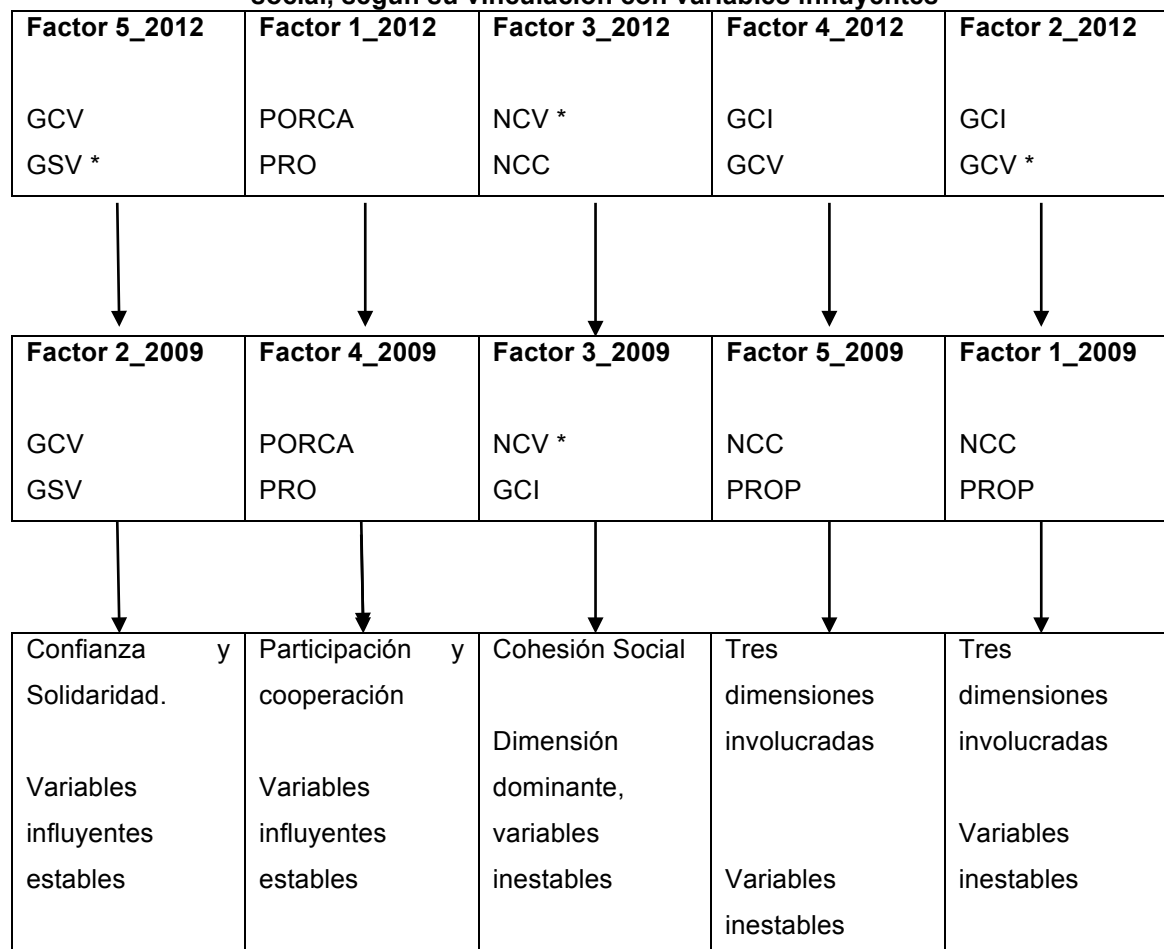 social, según su vinculación con variables influyentes
Factor 5_2012 Factor 1_2012 Factor 3_2012 Factor 4_2012 Factor 2_2012
GCV PORCA NCV * GCI GCI
GSV * PRO NCC GCV GCV *
Factor 2_2009 Factor 4_2009 Factor 3_2009 Factor 5_2009 Factor 1_2009
GCV PORCA NCV * NCC NCC
GSV PRO GCI PROP PROP
Confianza y
Solidaridad.
Variables
influyentes
estables
Participación y
cooperación
Variables
influyentes
estables
Cohesión Social
Dimensión
dominante,
variables
inestables
Tres
dimensiones
involucradas
Variables
inestables
Tres
dimensiones
involucradas
Variables
inestables